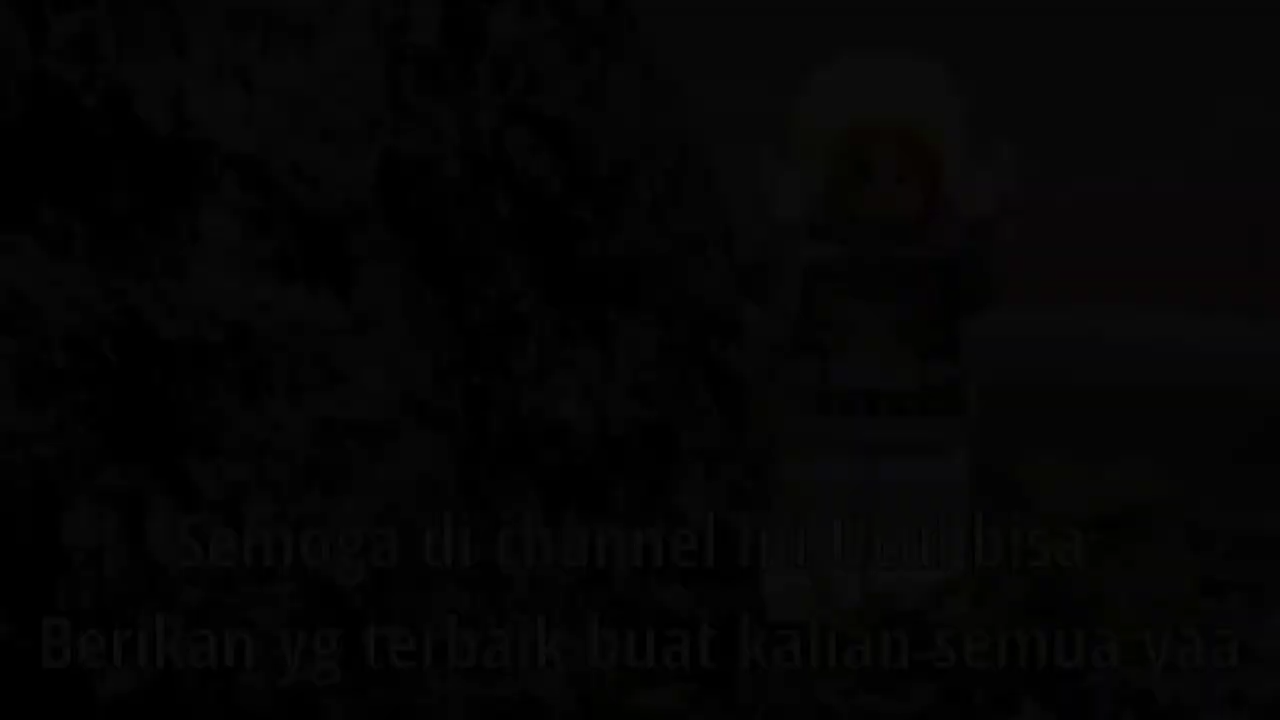 Semoga di channel ini bisa
Berikan yg terbaik buat kalian semua yaa